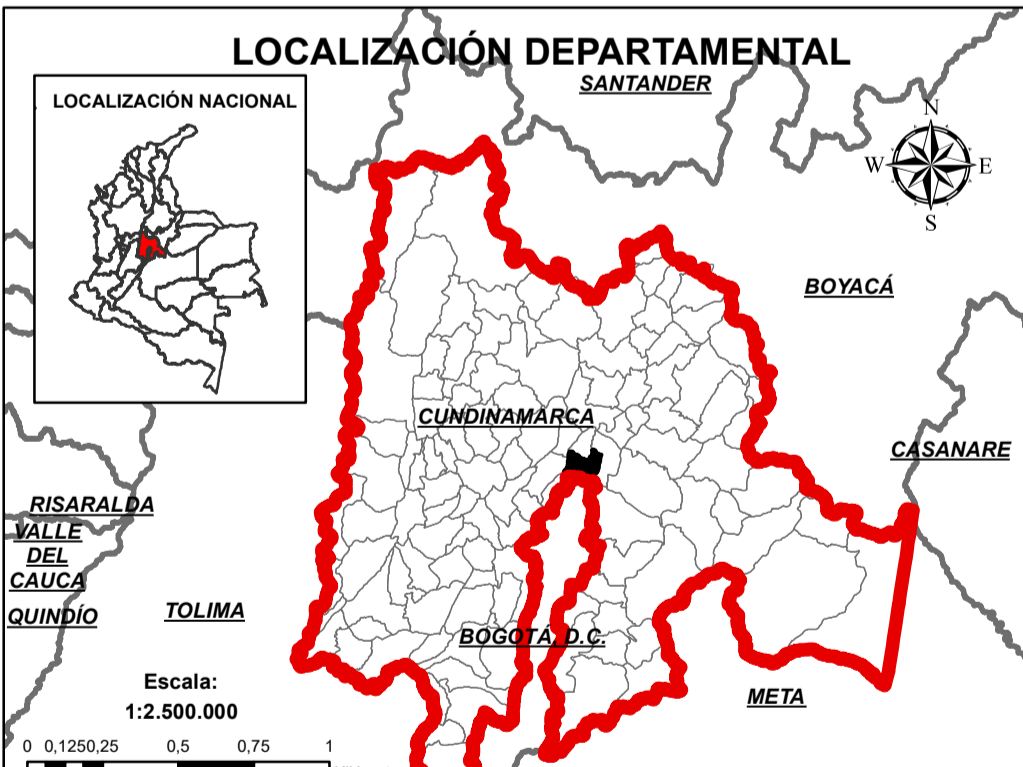 LOCALIZACIÓN DEPARTAMENTAL
SANTANDER
LOCALIZACIÓN NACIONAL
N
W
E
S
BOYACÁ
CUNDINAMARCA
CASANARE
RISARALDA
VALLE
DEL
CAUCA
QUINDÍO
TOLIMA
BOGOTÁ, D.C.
META
Escala:
1:2.500.000
0 0,1250,25 0,5 0,75 1